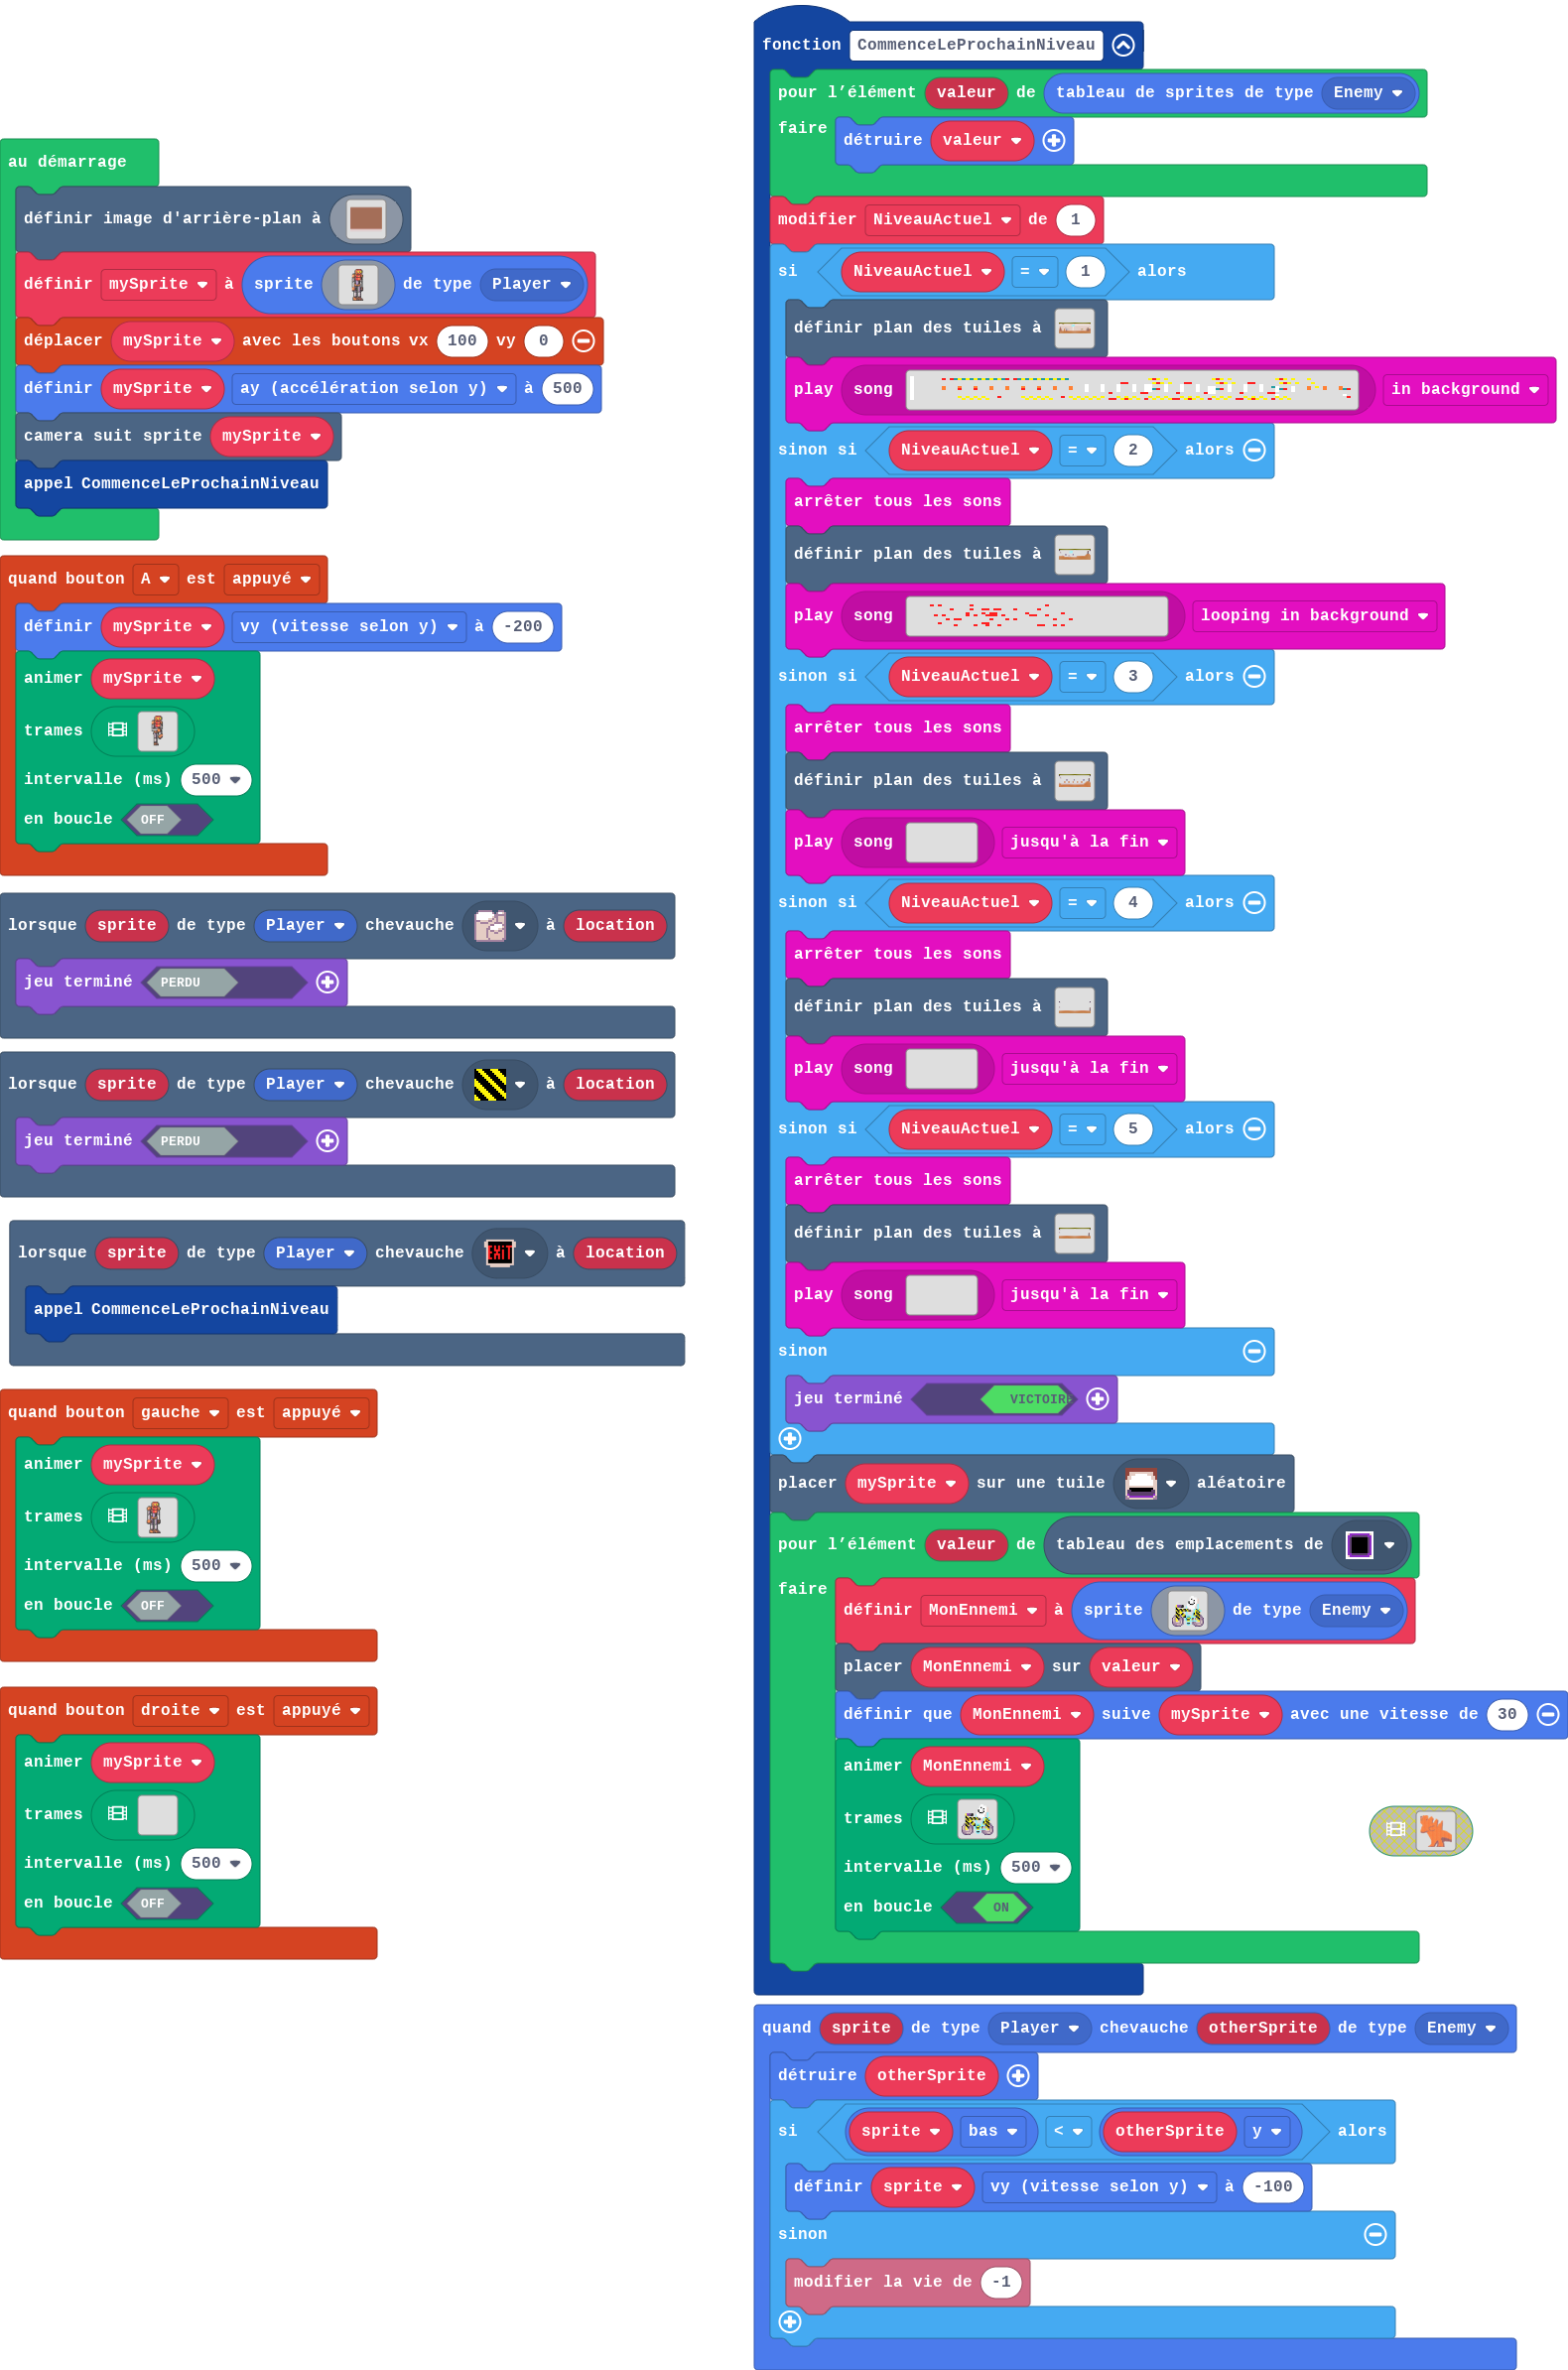 au démarrage
définir image d'arrière-plan à
définir mySprite à sprite de type Player
déplacer mySprite avec les boutons vx 100 vy 0
définir mySprite ay (accélération selon y) à 500
camera suit sprite mySprite
appel CommenceLeProchainNiveau
quand bouton A est appuyé
définir mySprite vy (vitesse selon y) à -200
animer mySprite
trames
intervalle (ms) 500
en boucle OFF
lorsque sprite de type Player chevauche à location
jeu terminé PERDU
lorsque sprite de type Player chevauche à location
jeu terminé PERDU
lorsque sprite de type Player chevauche EXIT à location
appel CommenceLeProchainNiveau
quand bouton gauche est appuyé
animer mySprite
trames
intervalle (ms) 500
en boucle OFF
quand bouton droite est appuyé
animer mySprite
trames
intervalle (ms) 500
en boucle OFF
fonction CommenceLeProchainNiveau
pour l’élément valeur de tableau de sprites de type Enemy
faire détruire valeur
modifier NiveauActuel de 1
si NiveauActuel = 1 alors
définir plan des tuiles à
play song in background
sinon si NiveauActuel = 2 alors
arrêter tous les sons
définir plan des tuiles à
play song looping in background
sinon si NiveauActuel = 3 alors
arrêter tous les sons
définir plan des tuiles à
play song jusqu'à la fin
sinon si NiveauActuel = 4 alors
arrêter tous les sons
définir plan des tuiles à
play song jusqu'à la fin
sinon si NiveauActuel = 5 alors
arrêter tous les sons
définir plan des tuiles à
play song jusqu'à la fin
sinon
jeu terminé VICTOIRE
placer mySprite sur une tuile aléatoire
pour l’élément valeur de tableau des emplacements de
faire définir MonEnnemi à sprite de type Enemy
placer MonEnnemi sur valeur
définir que MonEnnemi suive mySprite avec une vitesse de 30
animer MonEnnemi
trames
intervalle (ms) 500
en boucle ON
quand sprite de type Player chevauche otherSprite de type Enemy
détruire otherSprite
si sprite bas < otherSprite y alors
définir sprite vy (vitesse selon y) à -100
sinon
modifier la vie de -1